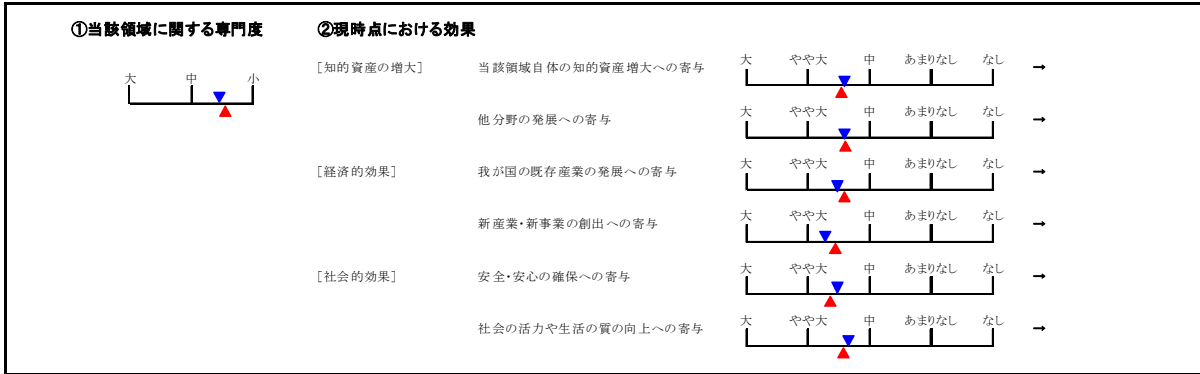 ①当該領域に関する専門度 ②現時点における効果
大 中 小
[知的資産の増大] 当該領域自体の知的資産増大への寄与 大 やや大 中 あまりなし なし →
他分野の発展への寄与 大 やや大 中 あまりなし なし →
[経済的効果] 我が国の既存産業の発展への寄与 大 やや大 中 あまりなし なし →
新産業・新事業の創出への寄与 大 やや大 中 あまりなし なし →
[社会的効果] 安全・安心の確保への寄与 大 やや大 中 あまりなし なし →
社会の活力や生活の質の向上への寄与 大 やや大 中 あまりなし なし →